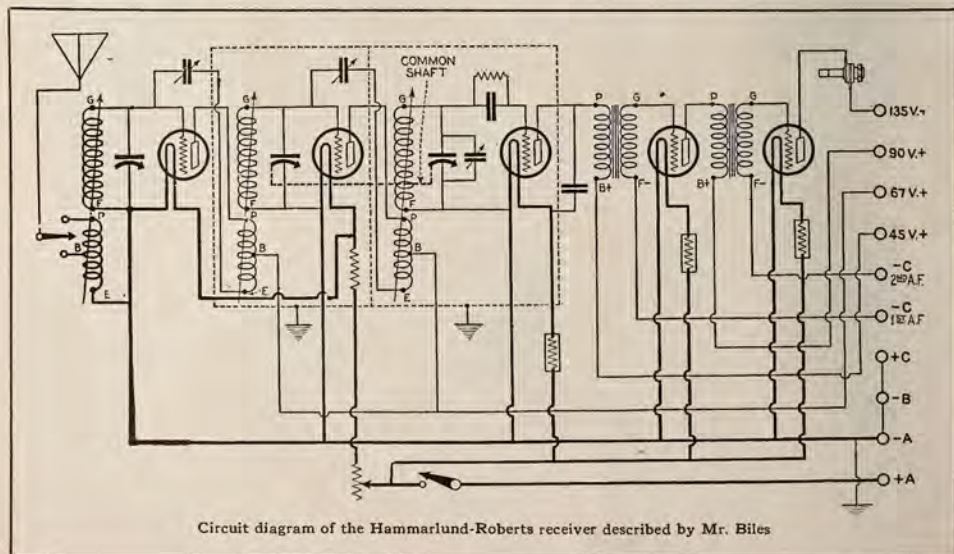 COMMON
SHAFT
G
G
G
P
G
P
G
F
F
F
B+
F-
B+
F-
P
P
P
B
B
B
E
E
E
135 V.+
90 V.+
67 V.+
45 V.+
-C
2ND A.F.
-C
1ST A.F.
+C
-B
-A
+A
Circuit diagram of the Hammarlund-Roberts receiver described by Mr. Biles